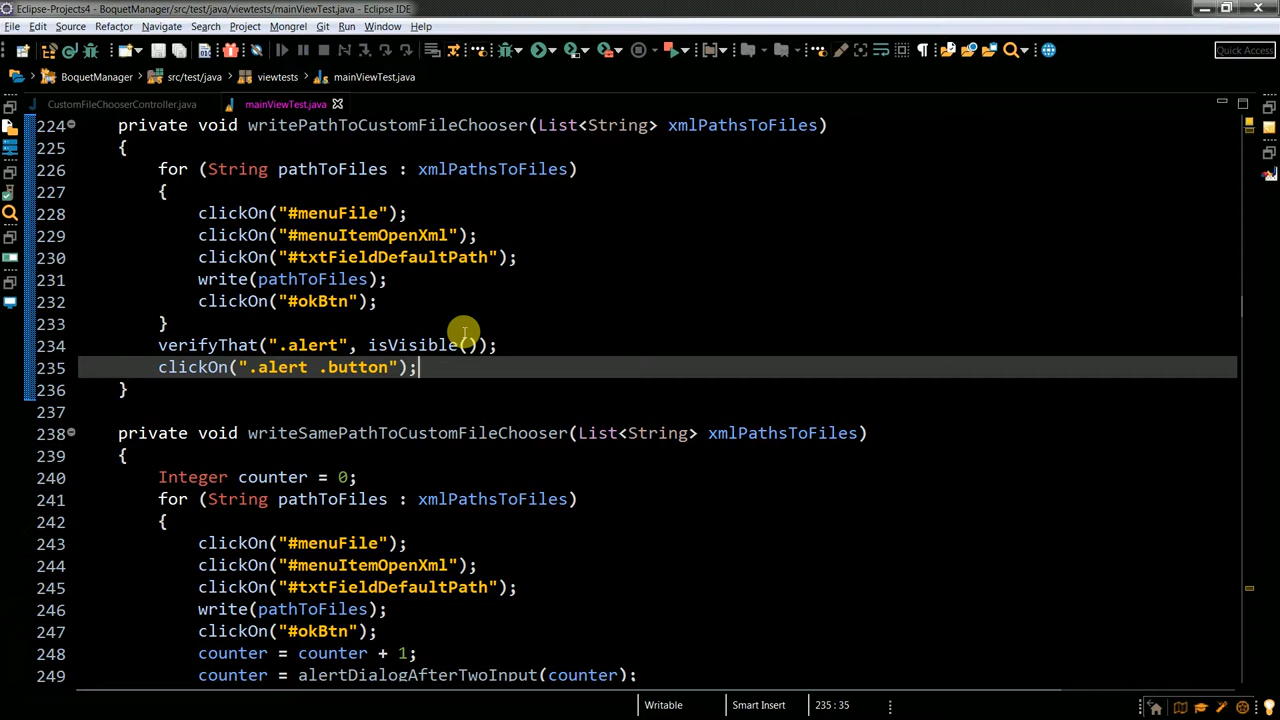 Eclipse-Projects4 - BoquetManager/src/test/java/viewtests/mainViewTest.java - Eclipse IDE
File Edit Source Refactor Navigate Search Project Mongrel Git Run Window Help
Quick Access
BoquetManager src/test/java viewtests mainViewTest.java
CustomFileChooserController.java mainViewTest.java
224 private void writePathToCustomFileChooser(List<String> xmlPathsToFiles)
225 {
226 for (String pathToFiles : xmlPathsToFiles)
227 {
228 clickOn("#menuFile");
229 clickOn("#menuItemOpenXml");
230 clickOn("#txtFieldDefaultPath");
231 write(pathToFiles);
232 clickOn("#okBtn");
233 }
234 verifyThat(".alert", isVisible());
235 clickOn(".alert .button");
236 }
237
238 private void writeSamePathToCustomFileChooser(List<String> xmlPathsToFiles)
239 {
240 Integer counter = 0;
241 for (String pathToFiles : xmlPathsToFiles)
242 {
243 clickOn("#menuFile");
244 clickOn("#menuItemOpenXml");
245 clickOn("#txtFieldDefaultPath");
246 write(pathToFiles);
247 clickOn("#okBtn");
248 counter = counter + 1;
249 counter = alertDialogAfterTwoInput(counter);
Writable Smart Insert 235 : 35